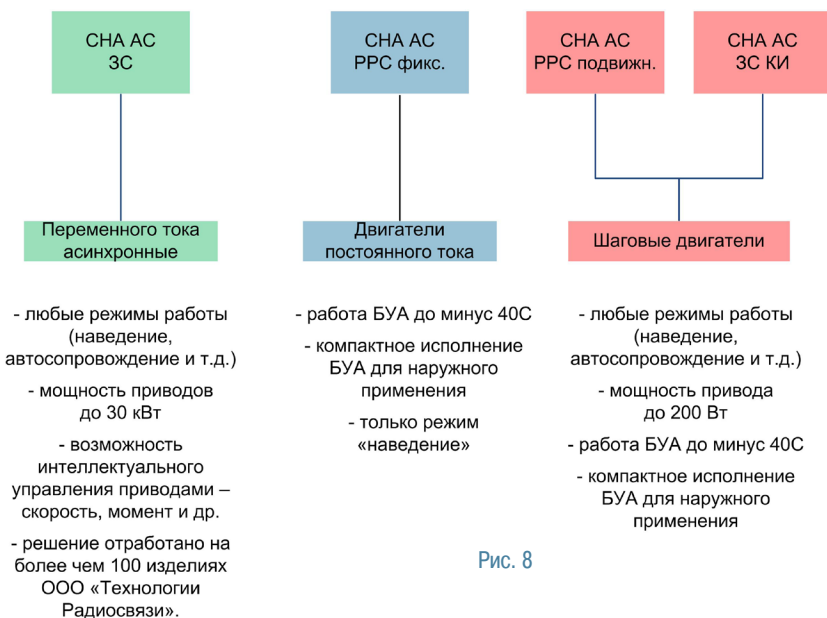 СНА АС
ЗС
СНА АС
РРС фикс.
СНА АС
РРС подвижн.
СНА АС
ЗС КИ
Переменного тока
асинхронные
Двигатели
постоянного тока
Шаговые двигатели
- любые режимы работы
(наведение,
автосопровождение и т.д.)
- мощность приводов
до 30 кВт
- возможность
интеллектуального
управления приводами –
скорость, момент и др.
- решение отработано на
более чем 100 изделиях
ООО «Технологии
Радиосвязи».
- работа БУА до минус 40С
- компактное исполнение
БУА для наружного
применения
- только режим
«наведение»
- любые режимы работы
(наведение,
автосопровождение и т.д.)
- мощность привода
до 200 Вт
- работа БУА до минус 40С
- компактное исполнение
БУА для наружного
применения
Рис. 8